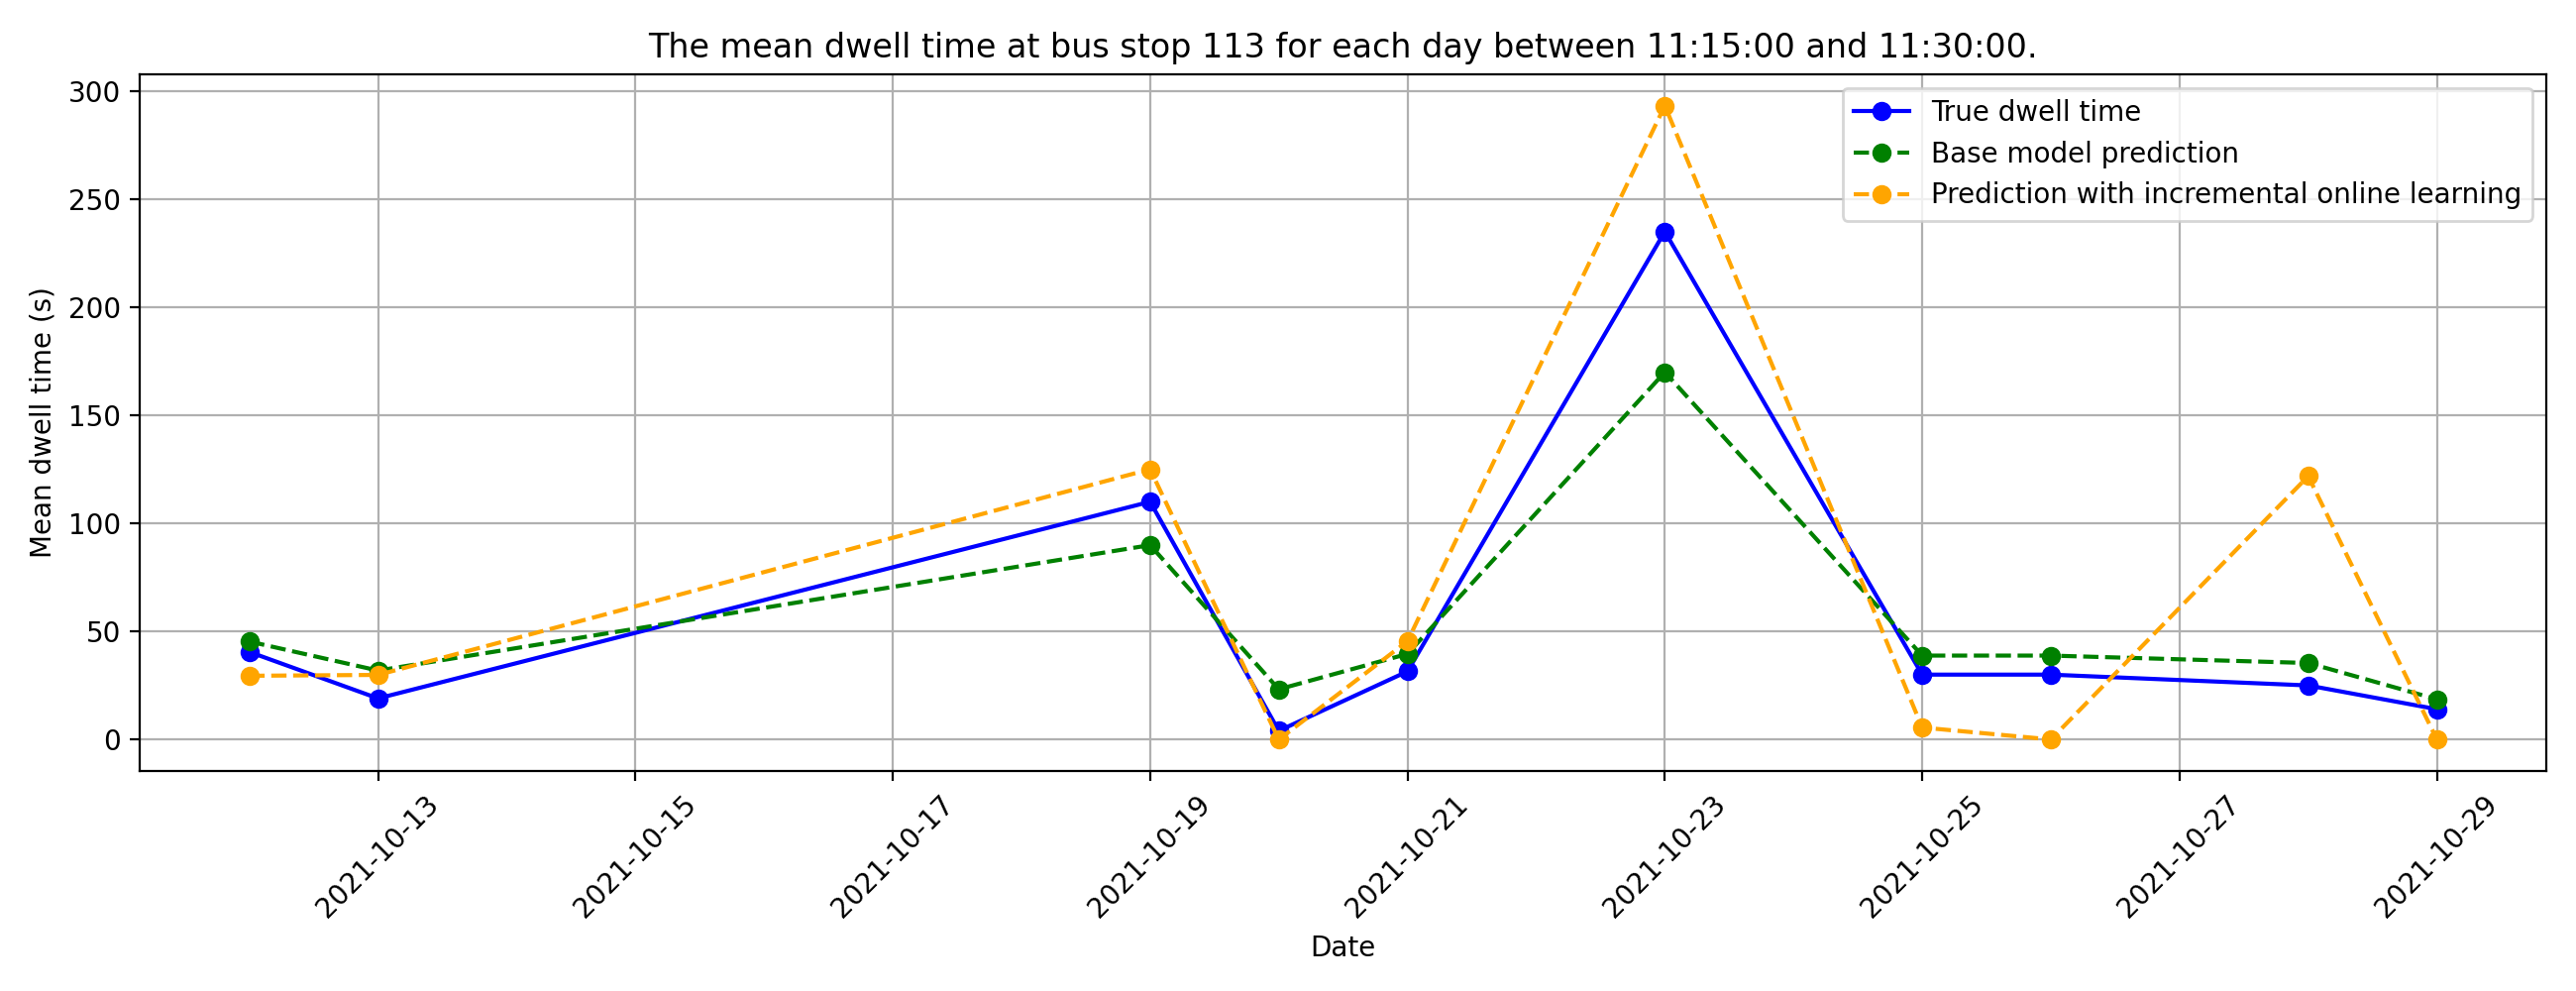 The mean dwell time at bus stop 113 for each day between 11:15:00 and 11:30:00.
300
250
200
150
100
50
0
Mean dwell time (s)
True dwell time
Base model prediction
Prediction with incremental online learning
2021-10-13
2021-10-15
2021-10-17
2021-10-19
2021-10-21
2021-10-23
2021-10-25
2021-10-27
2021-10-29
Date